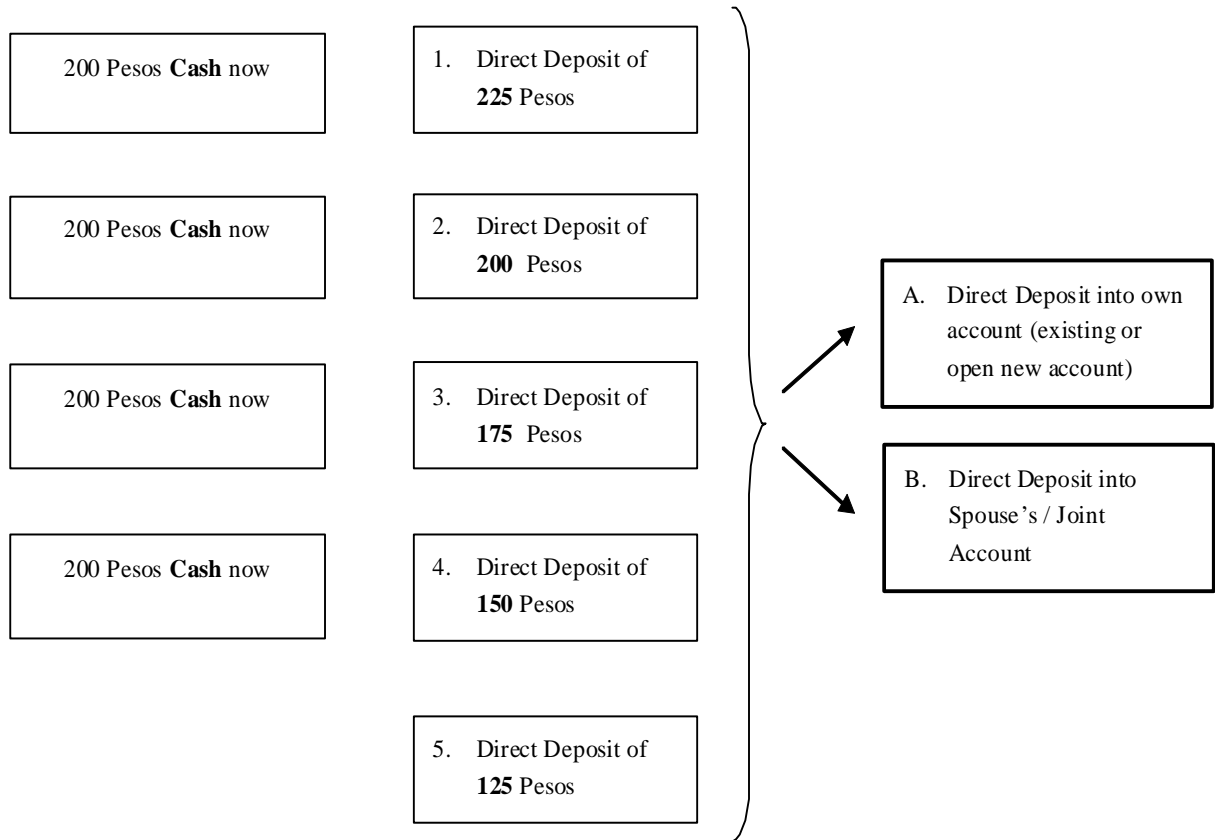 200 Pesos Cash now
1. Direct Deposit of
225 Pesos
200 Pesos Cash now
2. Direct Deposit of
200 Pesos
200 Pesos Cash now
3. Direct Deposit of
175 Pesos
200 Pesos Cash now
4. Direct Deposit of
150 Pesos
5. Direct Deposit of
125 Pesos
A. Direct Deposit into own
account (existing or
open new account)
B. Direct Deposit into
Spouse’s / Joint
Account